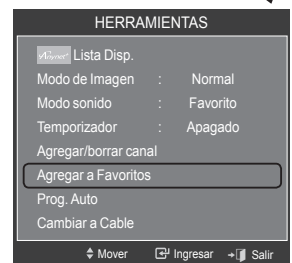 HERRAMIENTAS
Anynet+ Lista Disp.
Modo de Imagen : Normal
Modo sonido : Favorito
Temporizador : Apagado
Agregar/borrar canal
Agregar a Favoritos
Prog. Auto
Cambiar a Cable
Mover Ingresar Salir